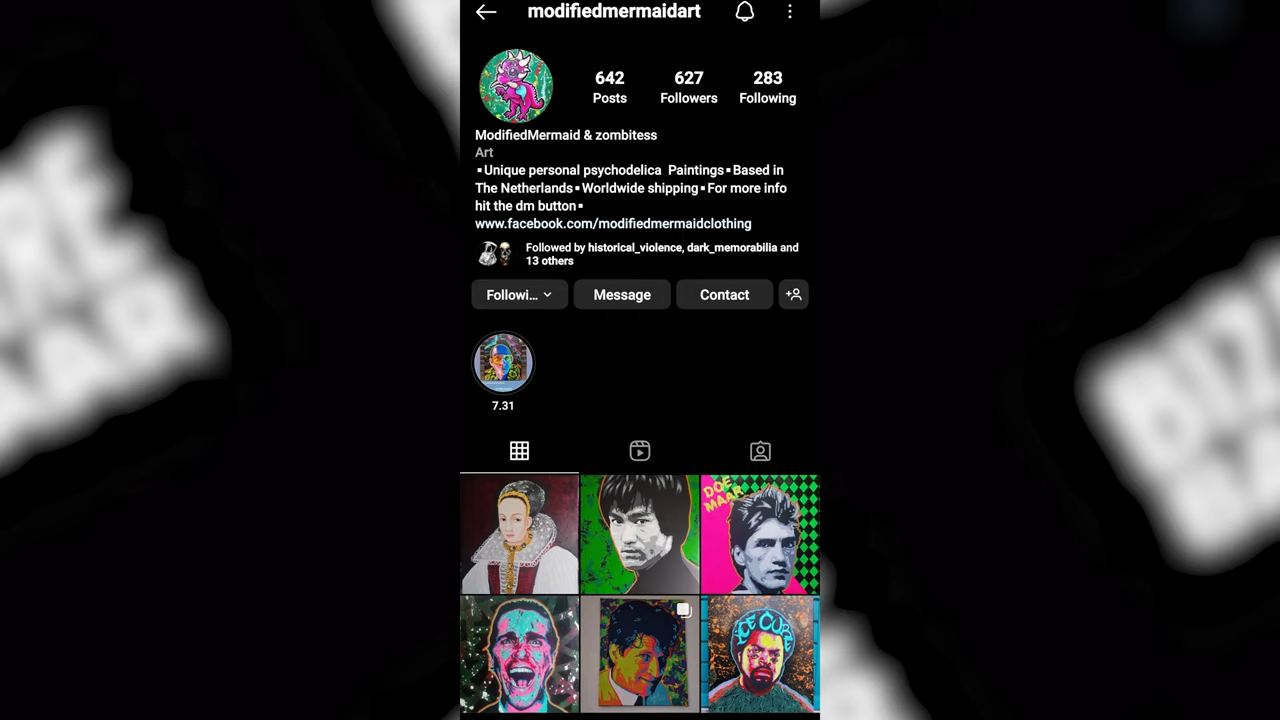 modifiedmermaidart
642 627 283
Posts Followers Following
ModifiedMermaid & zombitess
Art
▪Unique personal psychodelica Paintings▪Based in
The Netherlands▪Worldwide shipping▪For more info
hit the dm button▪
www.facebook.com/modifiedmermaidclothing
Followed by historical_violence, dark_memorabilia and
13 others
Followi... Message Contact
7.31
DOE
MAAR
ICE CUBE